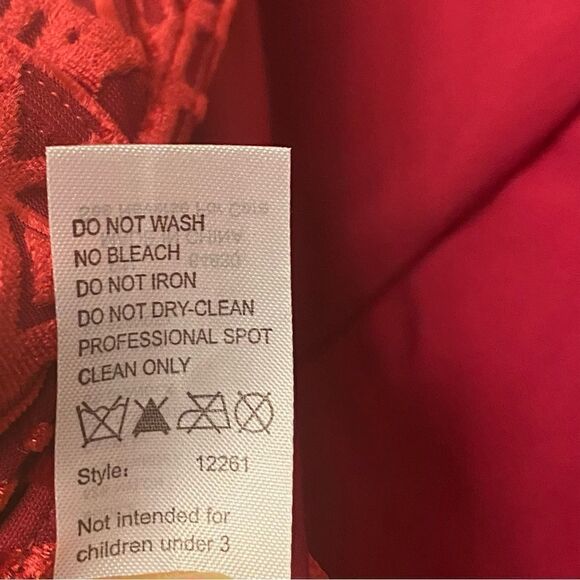 DO NOT WASH
NO BLEACH
DO NOT IRON
DO NOT DRY-CLEAN
PROFESSIONAL SPOT
CLEAN ONLY
Style: 12261
Not intended for
children under 3